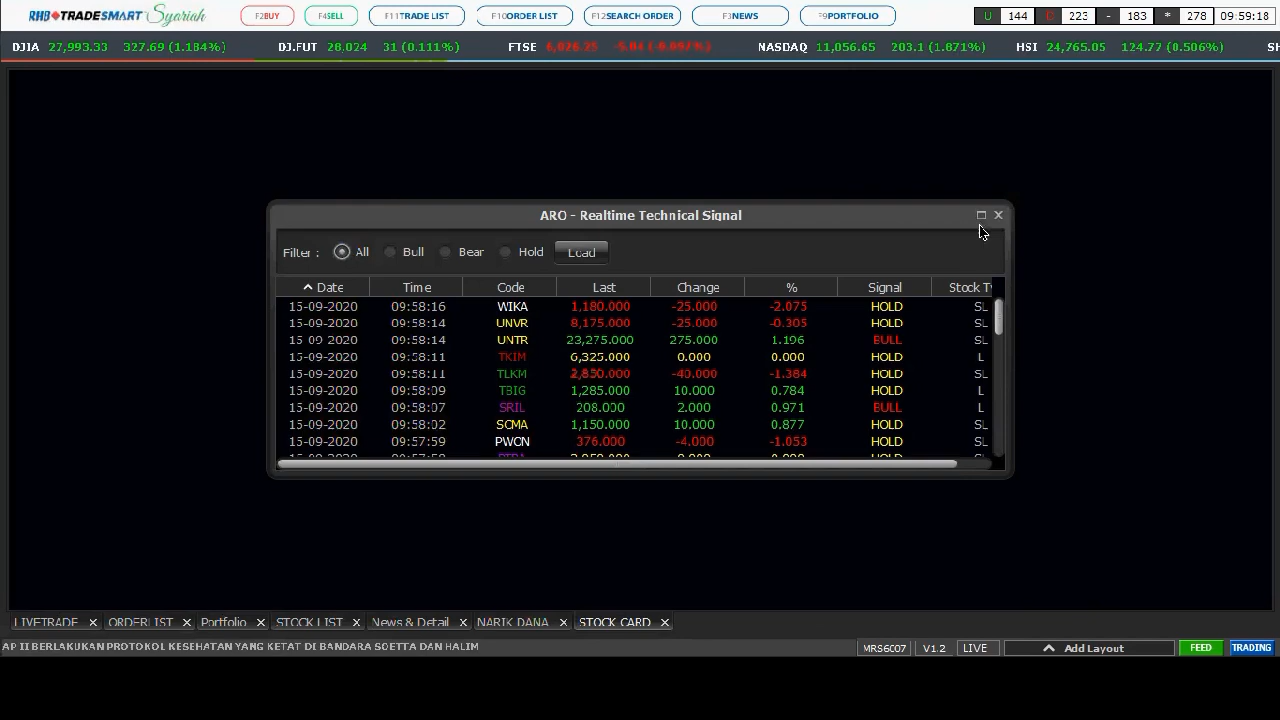 RHB TRADESMART Syariah F2BUY F4SELL F11TRADE LIST F10ORDER LIST F12SEARCH ORDER F3NEWS F9PORTFOLIO U 144 D 223 - 183 * 278 09:59:18
DJIA 27,993.33 327.69 (1.184%) DJ.FUT 28.024 31 (0.111%) FTSE 6,026.25 NASDAQ 11,056.65 203.1 (1.871%) HSI 24,765.05 124.72 (0.506%) SH
ARO - Realtime Technical Signal
Filter : All Bull Bear Hold Load
Date Time Code Last Change % Signal Stock T
15-09-2020 09:58:16 WIKA 1,180.000 -25.000 -2.075 HOLD SL
15-09-2020 09:58:14 UNVR 8,175.000 -25.000 -0.305 HOLD SL
15-09-2020 09:58:14 UNTR 23,275.000 275.000 1.196 BULL SL
15-09-2020 09:58:11 TKIM 6,325.000 0.000 0.000 HOLD L
15-09-2020 09:58:11 TLKM 2,850.000 -40.000 -1.384 HOLD SL
15-09-2020 09:58:09 TBIG 1,285.000 10.000 0.784 HOLD L
15-09-2020 09:58:07 SRIL 208.000 2.000 0.971 BULL L
15-09-2020 09:58:02 SCMA 1,150.000 10.000 0.877 HOLD SL
15-09-2020 09:57:59 PWON 376.000 -4.000 -1.053 HOLD SL
LIVETRADE ORDERLIST Portfolio STOCK LIST News & Detail NARIK DANA STOCK CARD
AP II BERLAKUKAN PROTOKOL KESEHATAN YANG KETAT DI BANDARA SOETTA DAN HALIM MRS6007 V1.2 LIVE Add Layout FEED TRADING